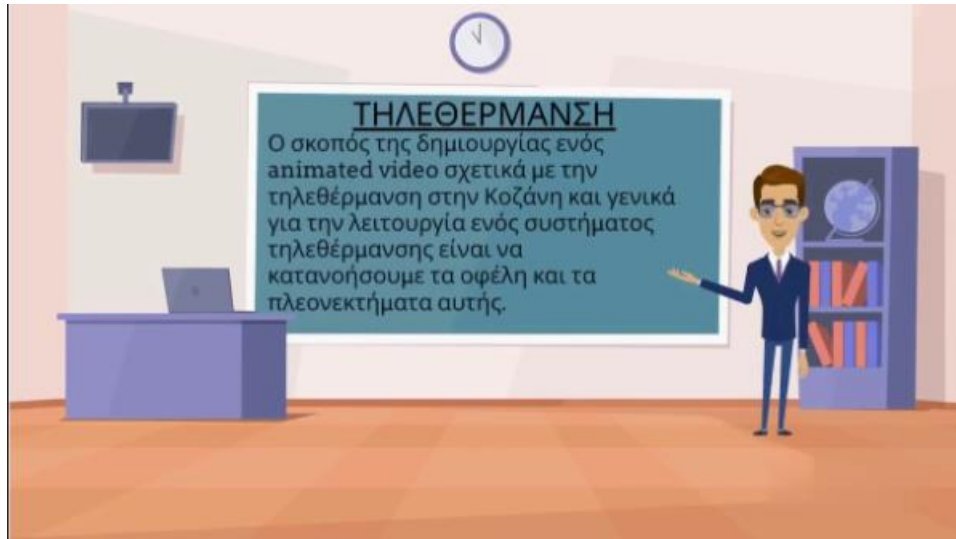 ΤΗΛΕΘΕΡΜΑΝΣΗ
Ο σκοπός της δημιουργίας ενός
animated video σχετικά με την
τηλεθέρμανση στην Κοζάνη και γενικά
για την λειτουργία ενός συστήματος
τηλεθέρμανσης είναι να
κατανοήσουμε τα οφέλη και τα
πλεονεκτήματα αυτής.